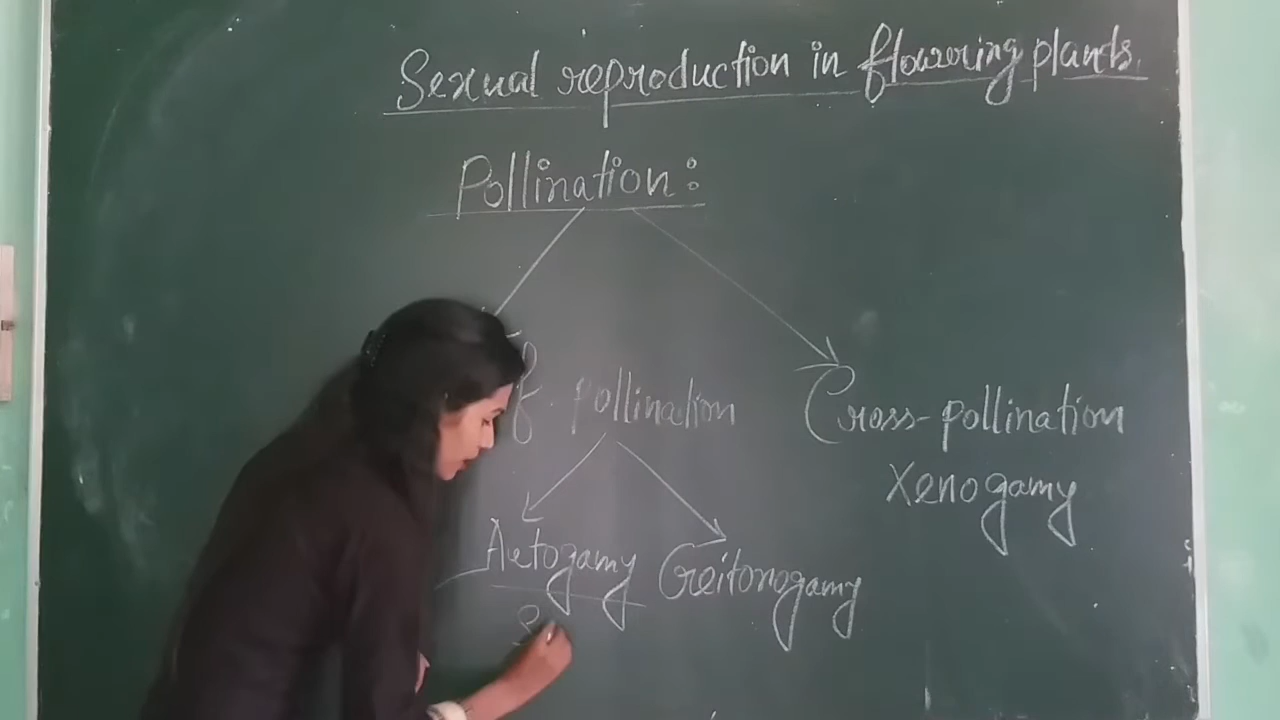 Sexual reproduction in flowering plants.
Pollination:
f. pollination
Cross-pollination
Xenogamy
Autogamy
Geitonogamy